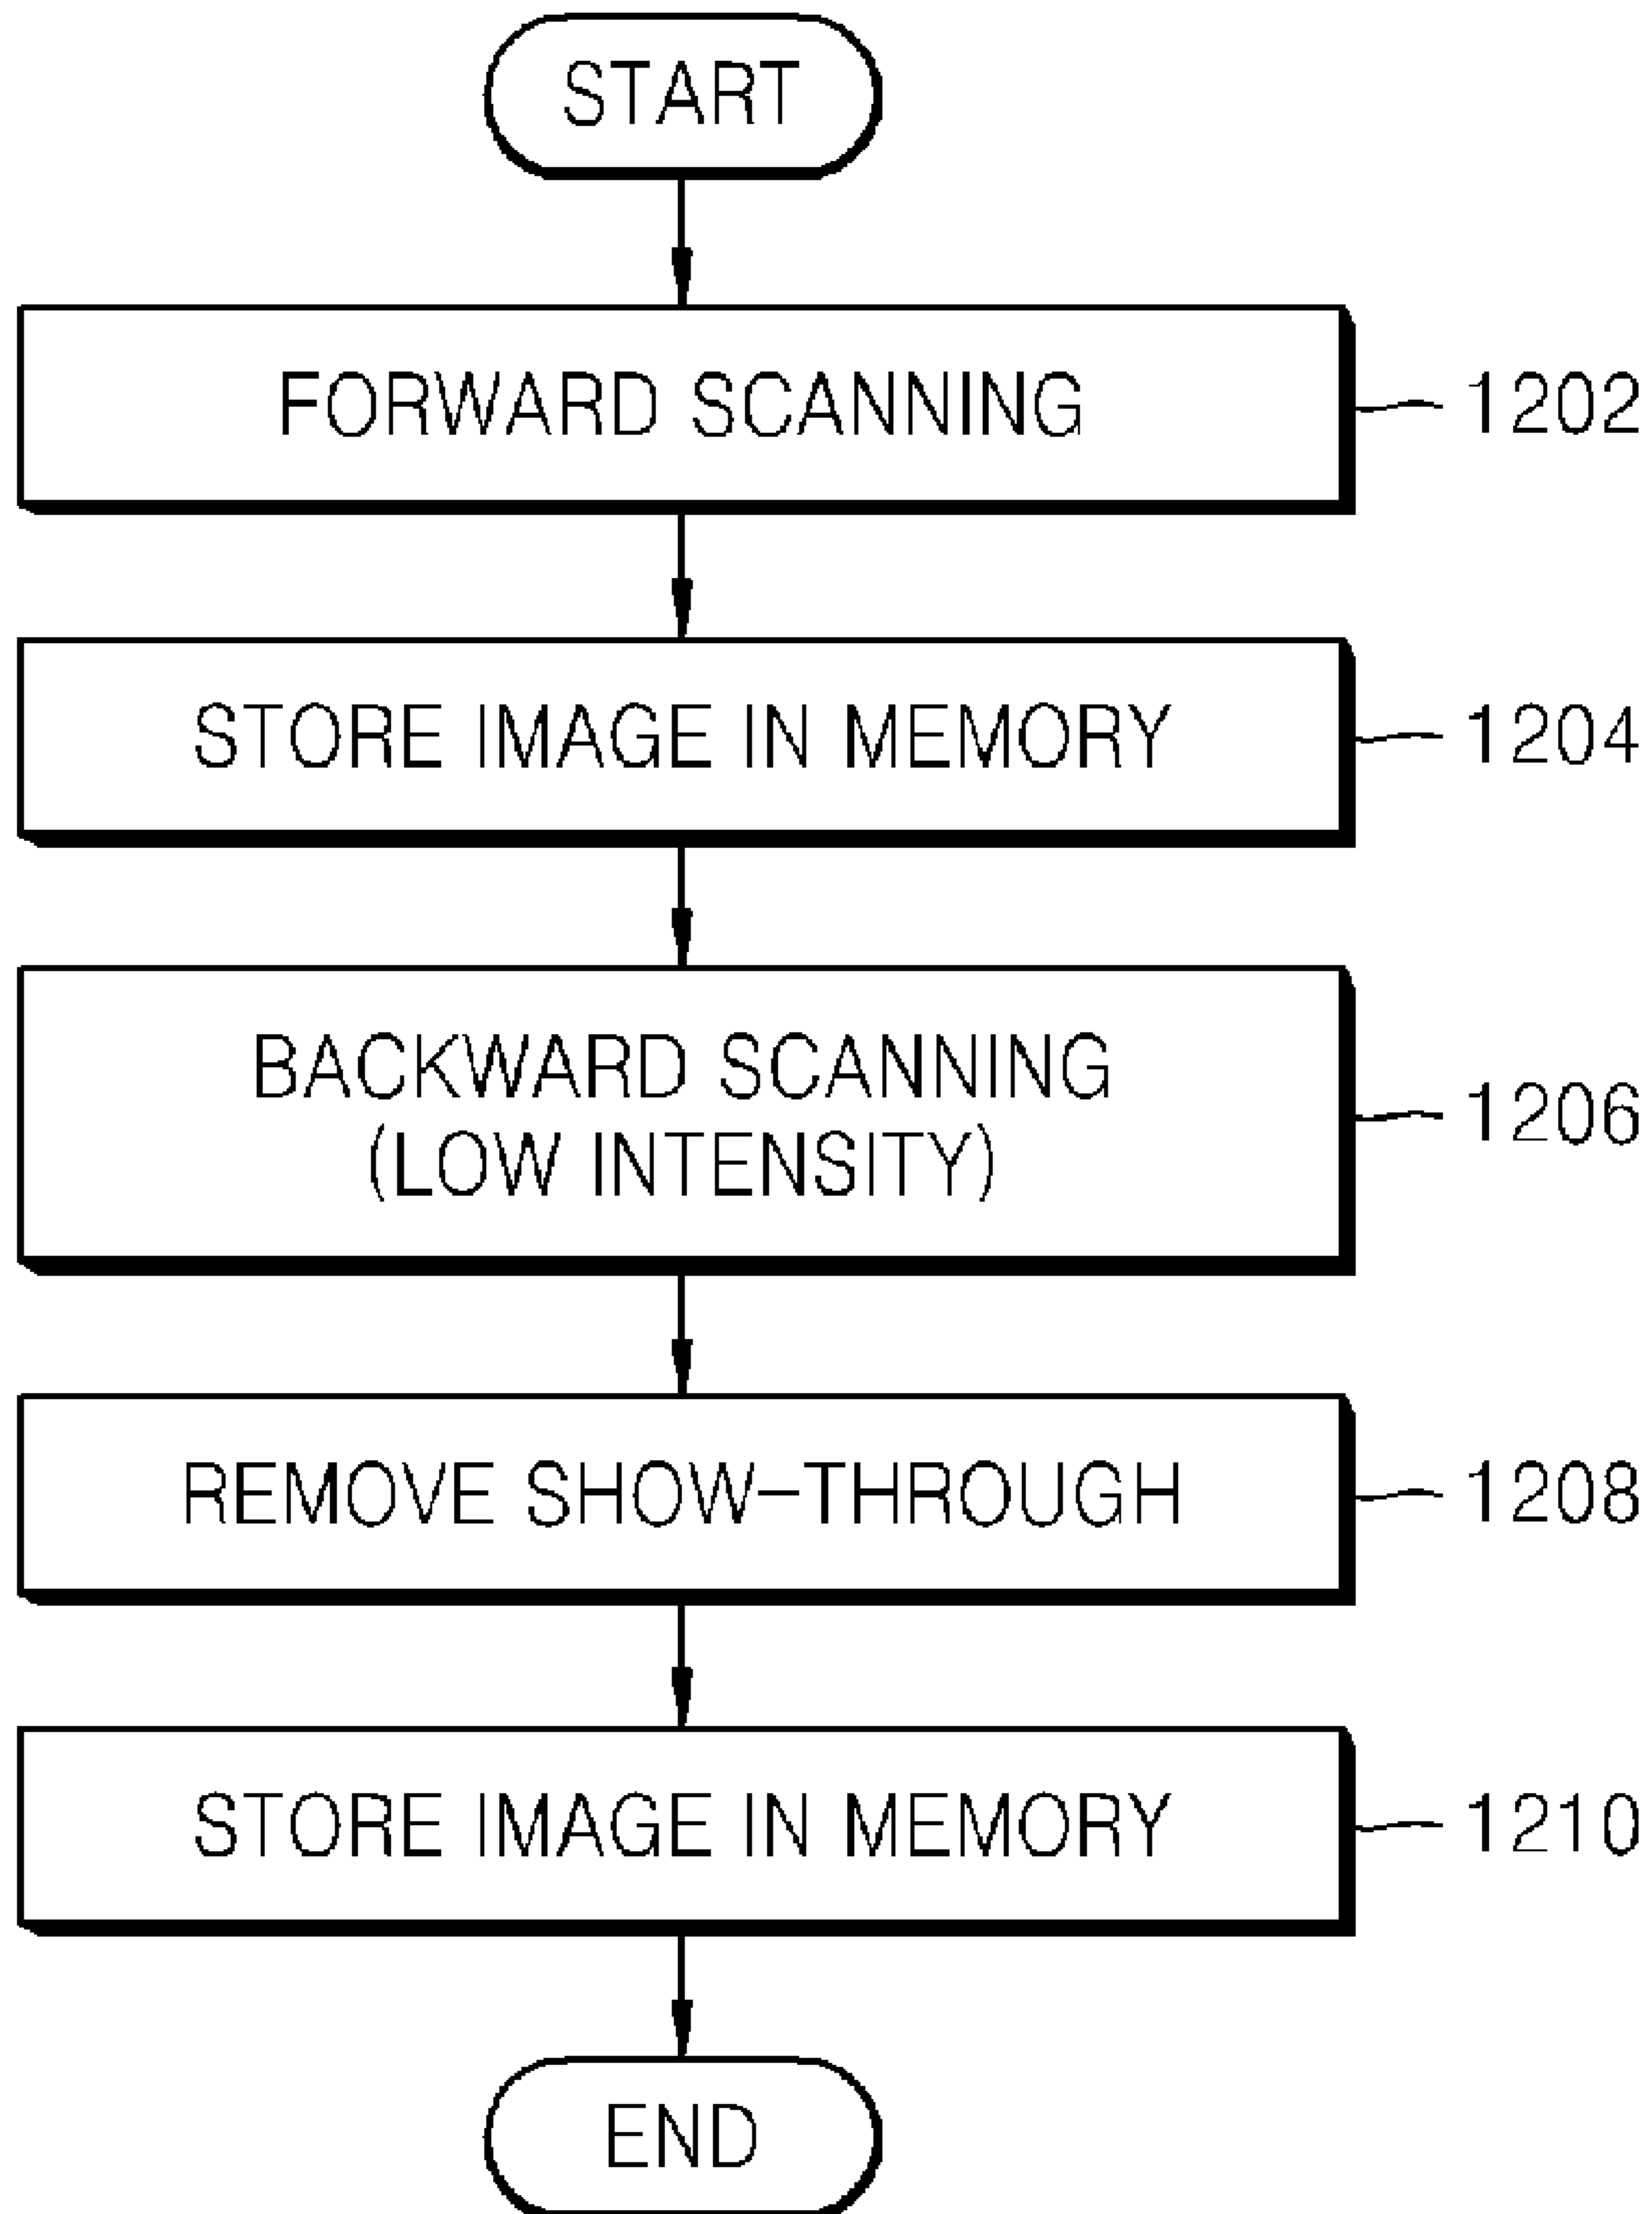 START
FORWARD SCANNING
1202
STORE IMAGE IN MEMORY
1204
BACKWARD SCANNING
(LOW INTENSITY)
1206
REMOVE SHOW-THROUGH
1208
STORE IMAGE IN MEMORY
1210
END